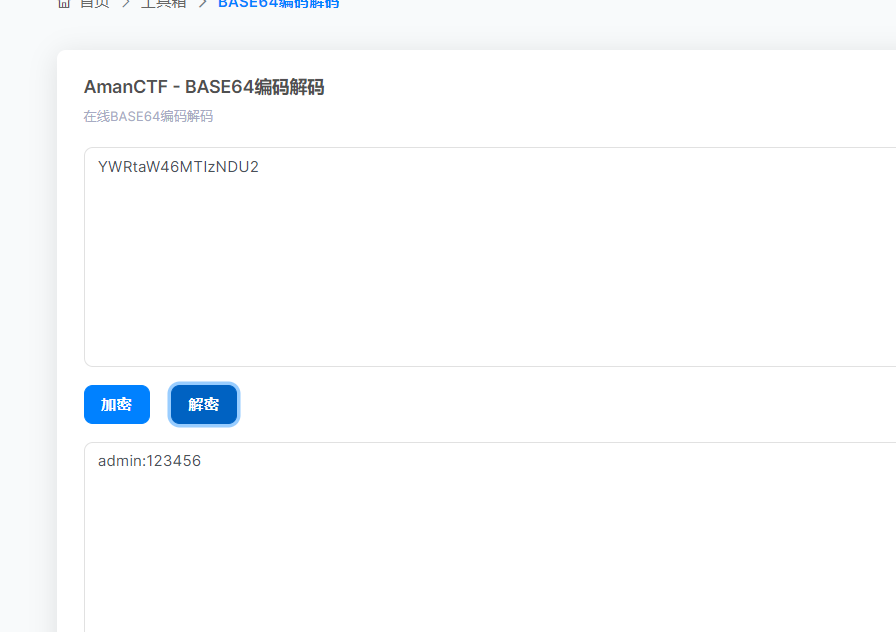 首页 > 工具箱 > BASE64编码解码
AmanCTF - BASE64编码解码
在线BASE64编码解码
YWRtaW46MTIzNDU2
加密 解密
admin:123456